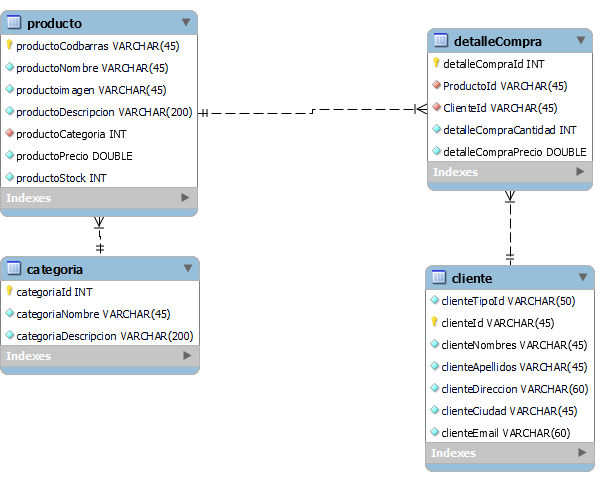 producto
productoCodbarras VARCHAR(45)
productoNombre VARCHAR(45)
productoimagen VARCHAR(45)
productoDescripcion VARCHAR(200)
productoCategoria INT
productoPrecio DOUBLE
productoStock INT
Indexes
categoria
categoriaId INT
categoriaNombre VARCHAR(45)
categoriaDescripcion VARCHAR(200)
Indexes
detalleCompra
detalleCompraId INT
ProductoId VARCHAR(45)
ClienteId VARCHAR(45)
detalleCompraCantidad INT
detalleCompraPrecio DOUBLE
Indexes
cliente
clienteTipoId VARCHAR(50)
clienteId VARCHAR(45)
clienteNombres VARCHAR(45)
clienteApellidos VARCHAR(45)
clienteDireccion VARCHAR(60)
clienteCiudad VARCHAR(45)
clienteEmail VARCHAR(60)
Indexes